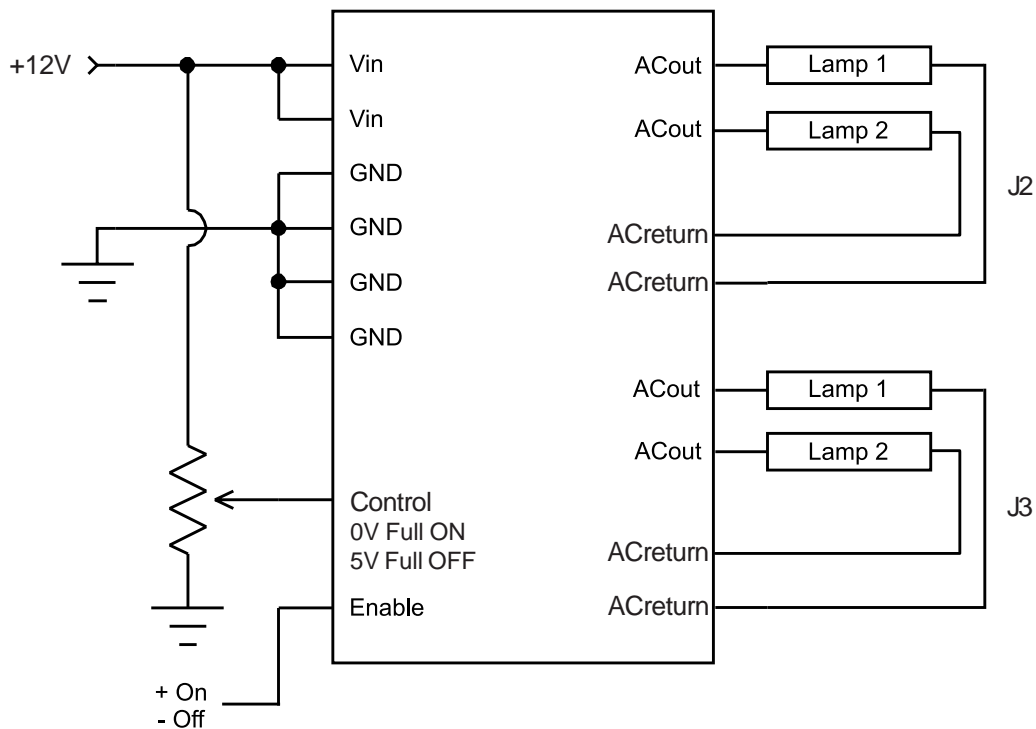 +12V
Vin
Vin
GND
GND
GND
GND
Control
0V Full ON
5V Full OFF
Enable
+ On
- Off
ACout
Lamp 1
ACout
Lamp 2
J2
ACreturn
ACreturn
ACout
Lamp 1
ACout
Lamp 2
J3
ACreturn
ACreturn